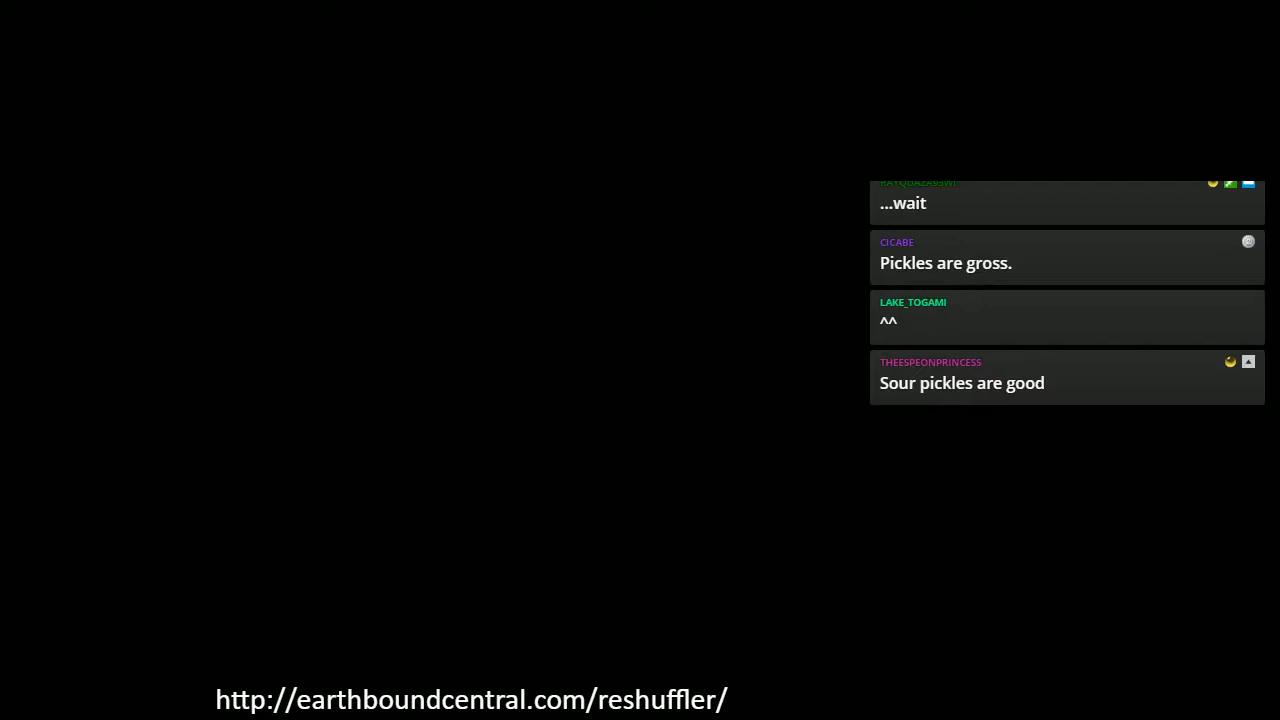 ...wait
CICABE
Pickles are gross.
LAKE_TOGAMI
^^
THEESPEONPRINCESS
Sour pickles are good
http://earthboundcentral.com/reshuffler/